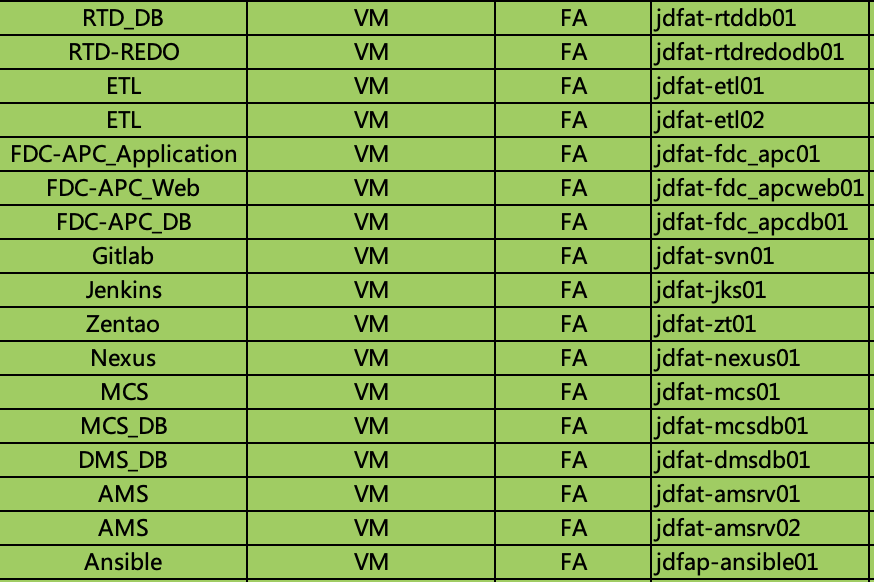 RTD_DB VM FA jdfat-rtddb01
RTD-REDO VM FA jdfat-rtdredodb01
ETL VM FA jdfat-etl01
ETL VM FA jdfat-etl02
FDC-APC_Application VM FA jdfat-fdc_apc01
FDC-APC_Web VM FA jdfat-fdc_apcweb01
FDC-APC_DB VM FA jdfat-fdc_apcdb01
Gitlab VM FA jdfat-svn01
Jenkins VM FA jdfat-jks01
Zentao VM FA jdfat-zt01
Nexus VM FA jdfat-nexus01
MCS VM FA jdfat-mcs01
MCS_DB VM FA jdfat-mcsdb01
DMS_DB VM FA jdfat-dmsdb01
AMS VM FA jdfat-amsrv01
AMS VM FA jdfat-amsrv02
Ansible VM FA jdfap-ansible01